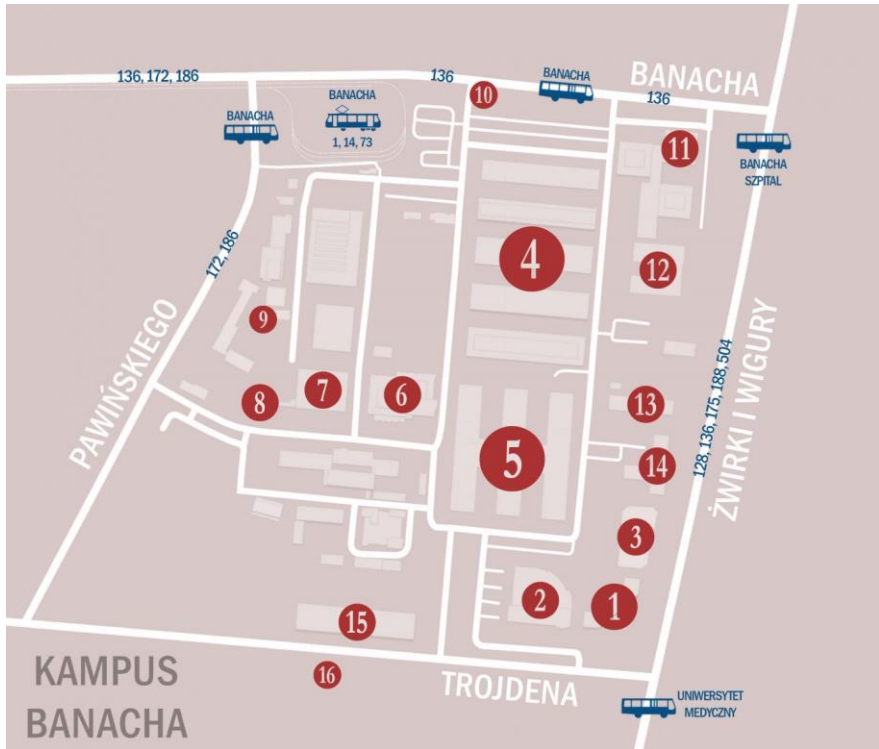 136, 172, 186
136
BANACHA
BANACHA
136
BANACHA
BANACHA
1, 14, 73
10
11
BANACHA
SZPITAL
4
12
172, 186
9
PAWIŃSKIEGO
8
7
6
5
13
14
128, 136, 175, 188, 504
ŻWIRKI I WIGURY
3
2
1
15
16
KAMPUS
BANACHA
TROJDENA
UNIWERSYTET
MEDYCZNY